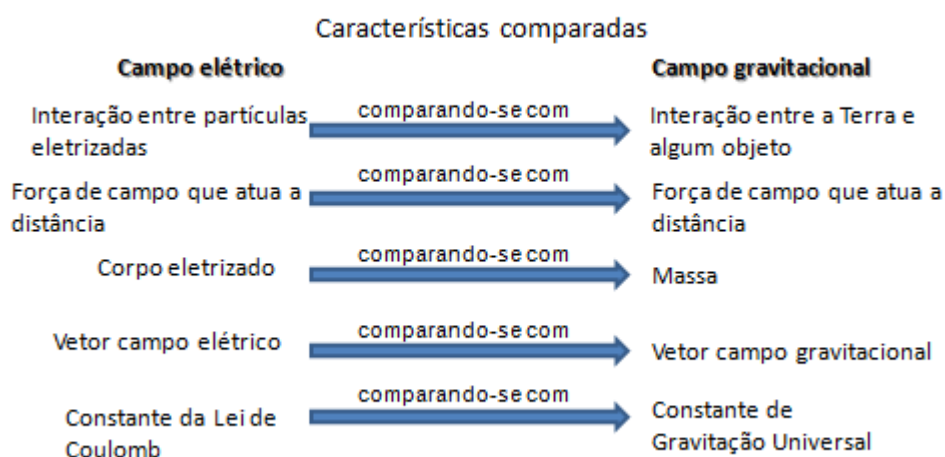 Características comparadas
Campo elétrico
Campo gravitacional
Interação entre partículas
eletrizadas
comparando-se com
Interação entre a Terra e
algum objeto
Força de campo que atua a
distância
comparando-se com
Força de campo que atua a
distância
Corpo eletrizado
comparando-se com
Massa
Vetor campo elétrico
comparando-se com
Vetor campo gravitacional
Constante da Lei de
Coulomb
comparando-se com
Constante de
Gravitação Universal